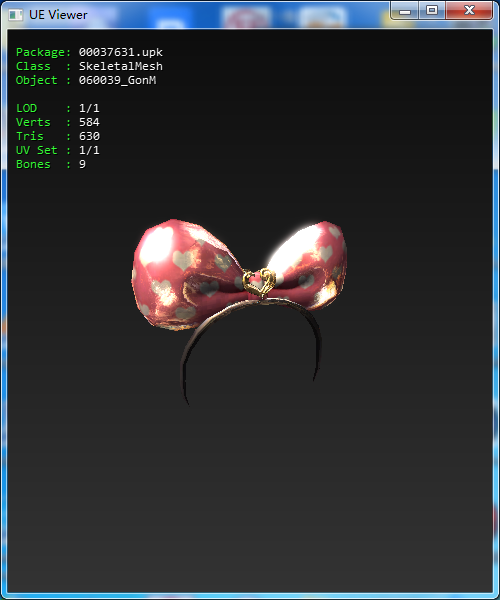 UE Viewer
Package: 00037631.upk
Class : SkeletalMesh
Object : 060039_GonM
LOD : 1/1
Verts : 584
Tris : 630
UV Set : 1/1
Bones : 9